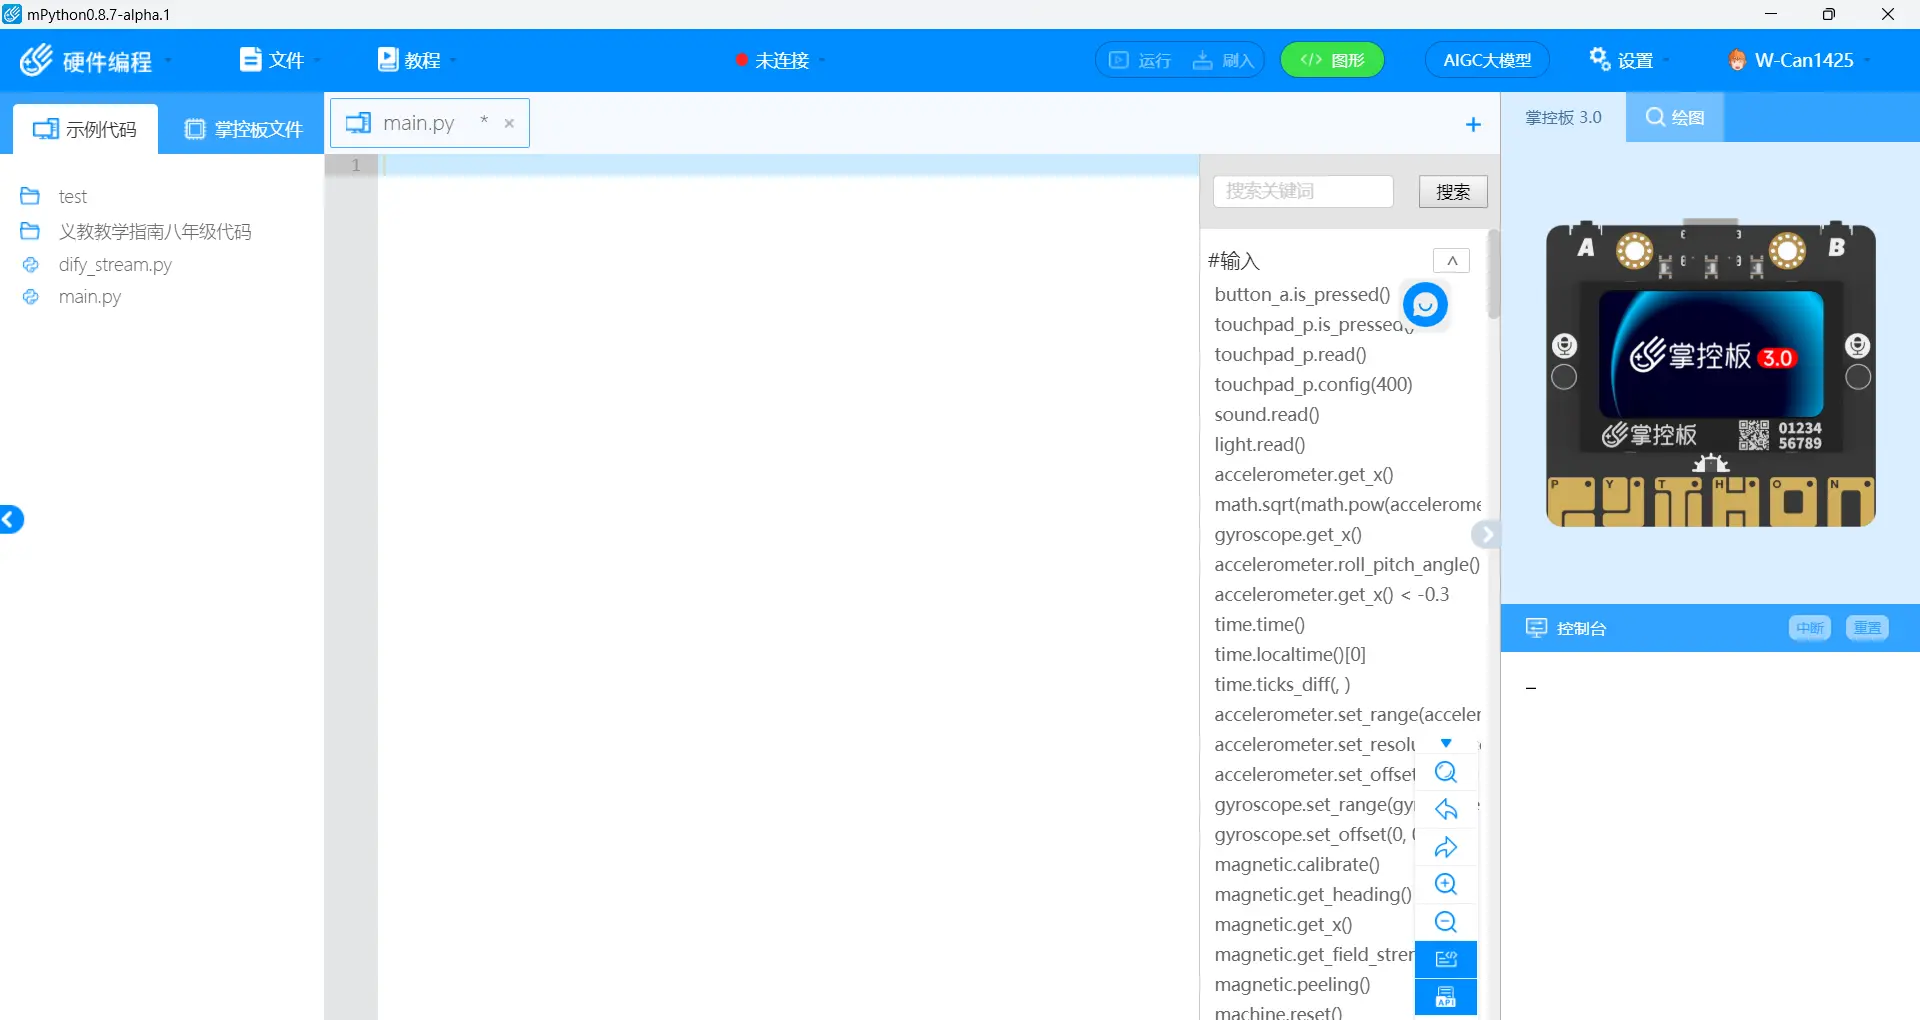 mPython0.8.7-alpha.1
硬件编程
文件
教程
未连接
运行
刷入
</> 图形
AIGC大模型
设置
W-Can1425
示例代码
掌控板文件
main.py * ×
+
掌控板 3.0
绘图
test
义教教学指南八年级代码
dify_stream.py
main.py
1
搜索关键词
搜索
#输入
button_a.is_pressed()
touchpad_p.is_pressed()
touchpad_p.read()
touchpad_p.config(400)
sound.read()
light.read()
accelerometer.get_x()
math.sqrt(math.pow(accelerome
gyroscope.get_x()
accelerometer.roll_pitch_angle()
accelerometer.get_x() < -0.3
time.time()
time.localtime()[0]
time.ticks_diff(, )
accelerometer.set_range(acceler
accelerometer.set_resolu
accelerometer.set_offset
gyroscope.set_range(gy
gyroscope.set_offset(0, 
magnetic.calibrate()
magnetic.get_heading()
magnetic.get_x()
magnetic.get_field_stren
magnetic.peeling()
machine.reset()
API
A
B
掌控板 3.0
掌控板
01234
56789
P Y T H O N
控制台
中断
重置
_